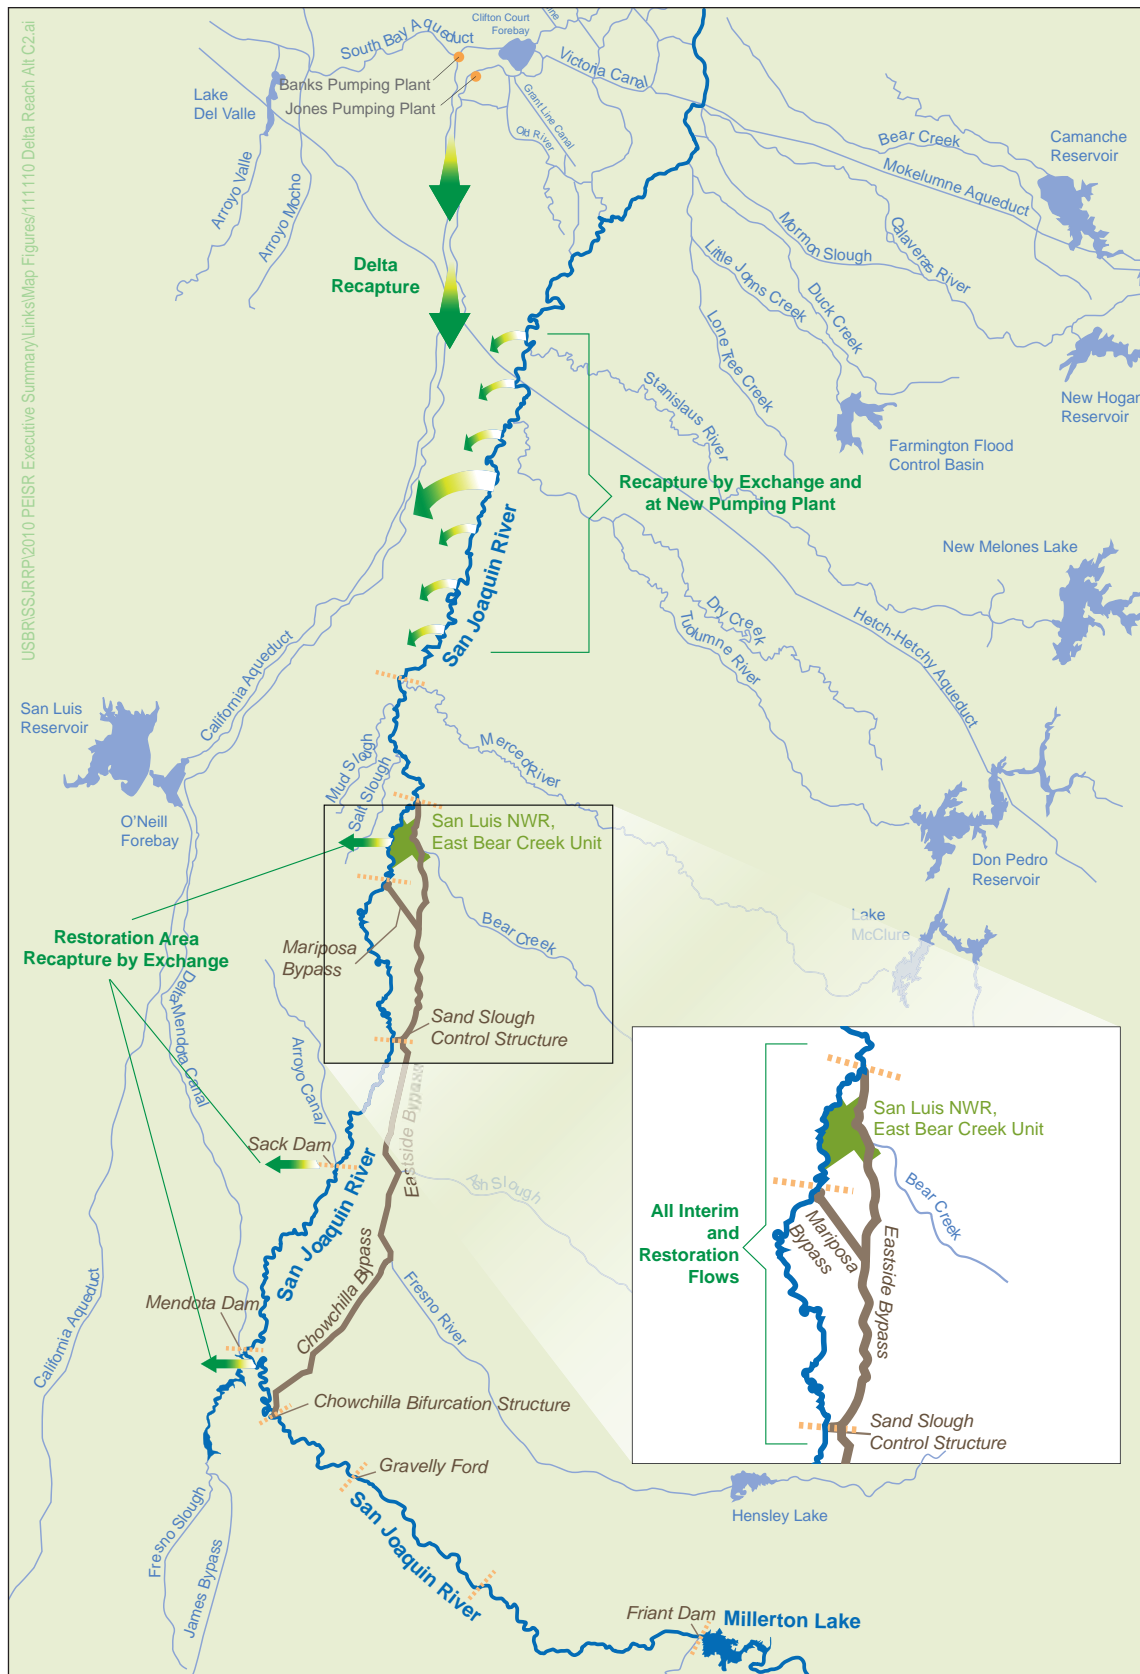 USBR\SSJRRP\2010 PEISR Executive Summary\Links\Map Figures/111110 Delta Reach Alt C2.ai
South Bay Aqueduct
Clifton Court
Forebay
Banks Pumping Plant
Jones Pumping Plant
Victoria Canal
Grant Line Canal
Old River
Lake
Del Valle
Arroyo Valle
Arroyo Mocho
Bear Creek
Mokelumne Aqueduct
Camanche
Reservoir
Calaveras River
Mormon Slough
Little Johns Creek
Duck Creek
Lone Tree Creek
New Hogan
Reservoir
Farmington Flood
Control Basin
Delta
Recapture
Stanislaus River
Recapture by Exchange and
at New Pumping Plant
San Joaquin River
New Melones Lake
Dry Creek
Tuolumne River
Hetch-Hetchy Aqueduct
California Aqueduct
San Luis
Reservoir
O'Neill
Forebay
Mud Slough
Salt Slough
Merced River
San Luis NWR,
East Bear Creek Unit
Don Pedro
Reservoir
Lake
McClure
Bear Creek
Mariposa
Bypass
Restoration Area
Recapture by Exchange
Delta-Mendota Canal
Sand Slough
Control Structure
Arroyo Canal
Eastside Bypass
Sack Dam
Ash Slough
San Joaquin River
Chowchilla Bypass
Fresno River
Mendota Dam
California Aqueduct
Chowchilla Bifurcation Structure
Gravelly Ford
San Joaquin River
Fresno Slough
James Bypass
Hensley Lake
Friant Dam
Millerton Lake
San Luis NWR,
East Bear Creek Unit
Bear Creek
All Interim
and
Restoration
Flows
Mariposa
Bypass
Eastside Bypass
Sand Slough
Control Structure